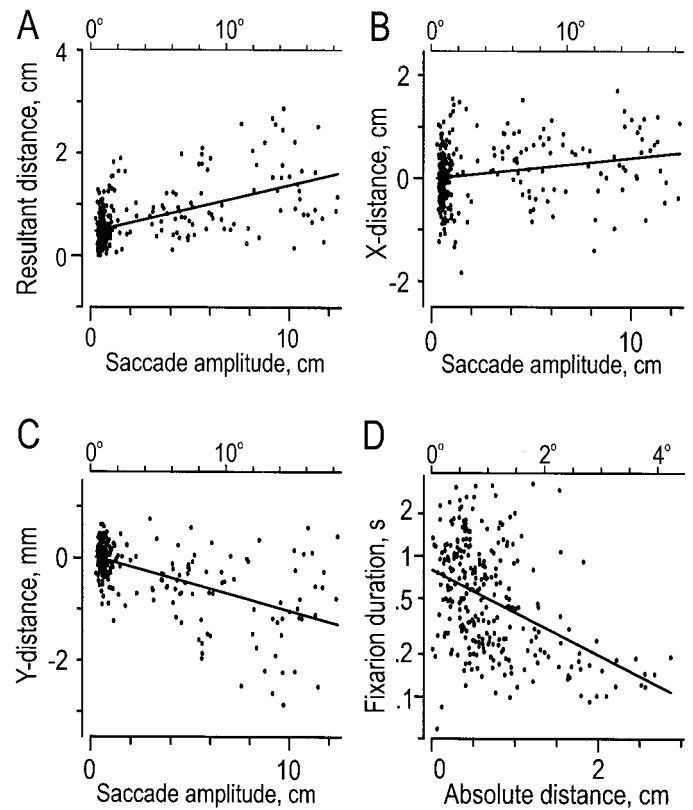 A
0° 10°
4
2
0
Resultant distance, cm
0 10
Saccade amplitude, cm
B
0° 10°
2
0
-2
X-distance, cm
0 10
Saccade amplitude, cm
C
0° 10°
0
-2
Y-distance, mm
0 10
Saccade amplitude, cm
D
0° 2° 4°
2
1
.5
.2
.1
Fixarion duration, s
0 2
Absolute distance, cm